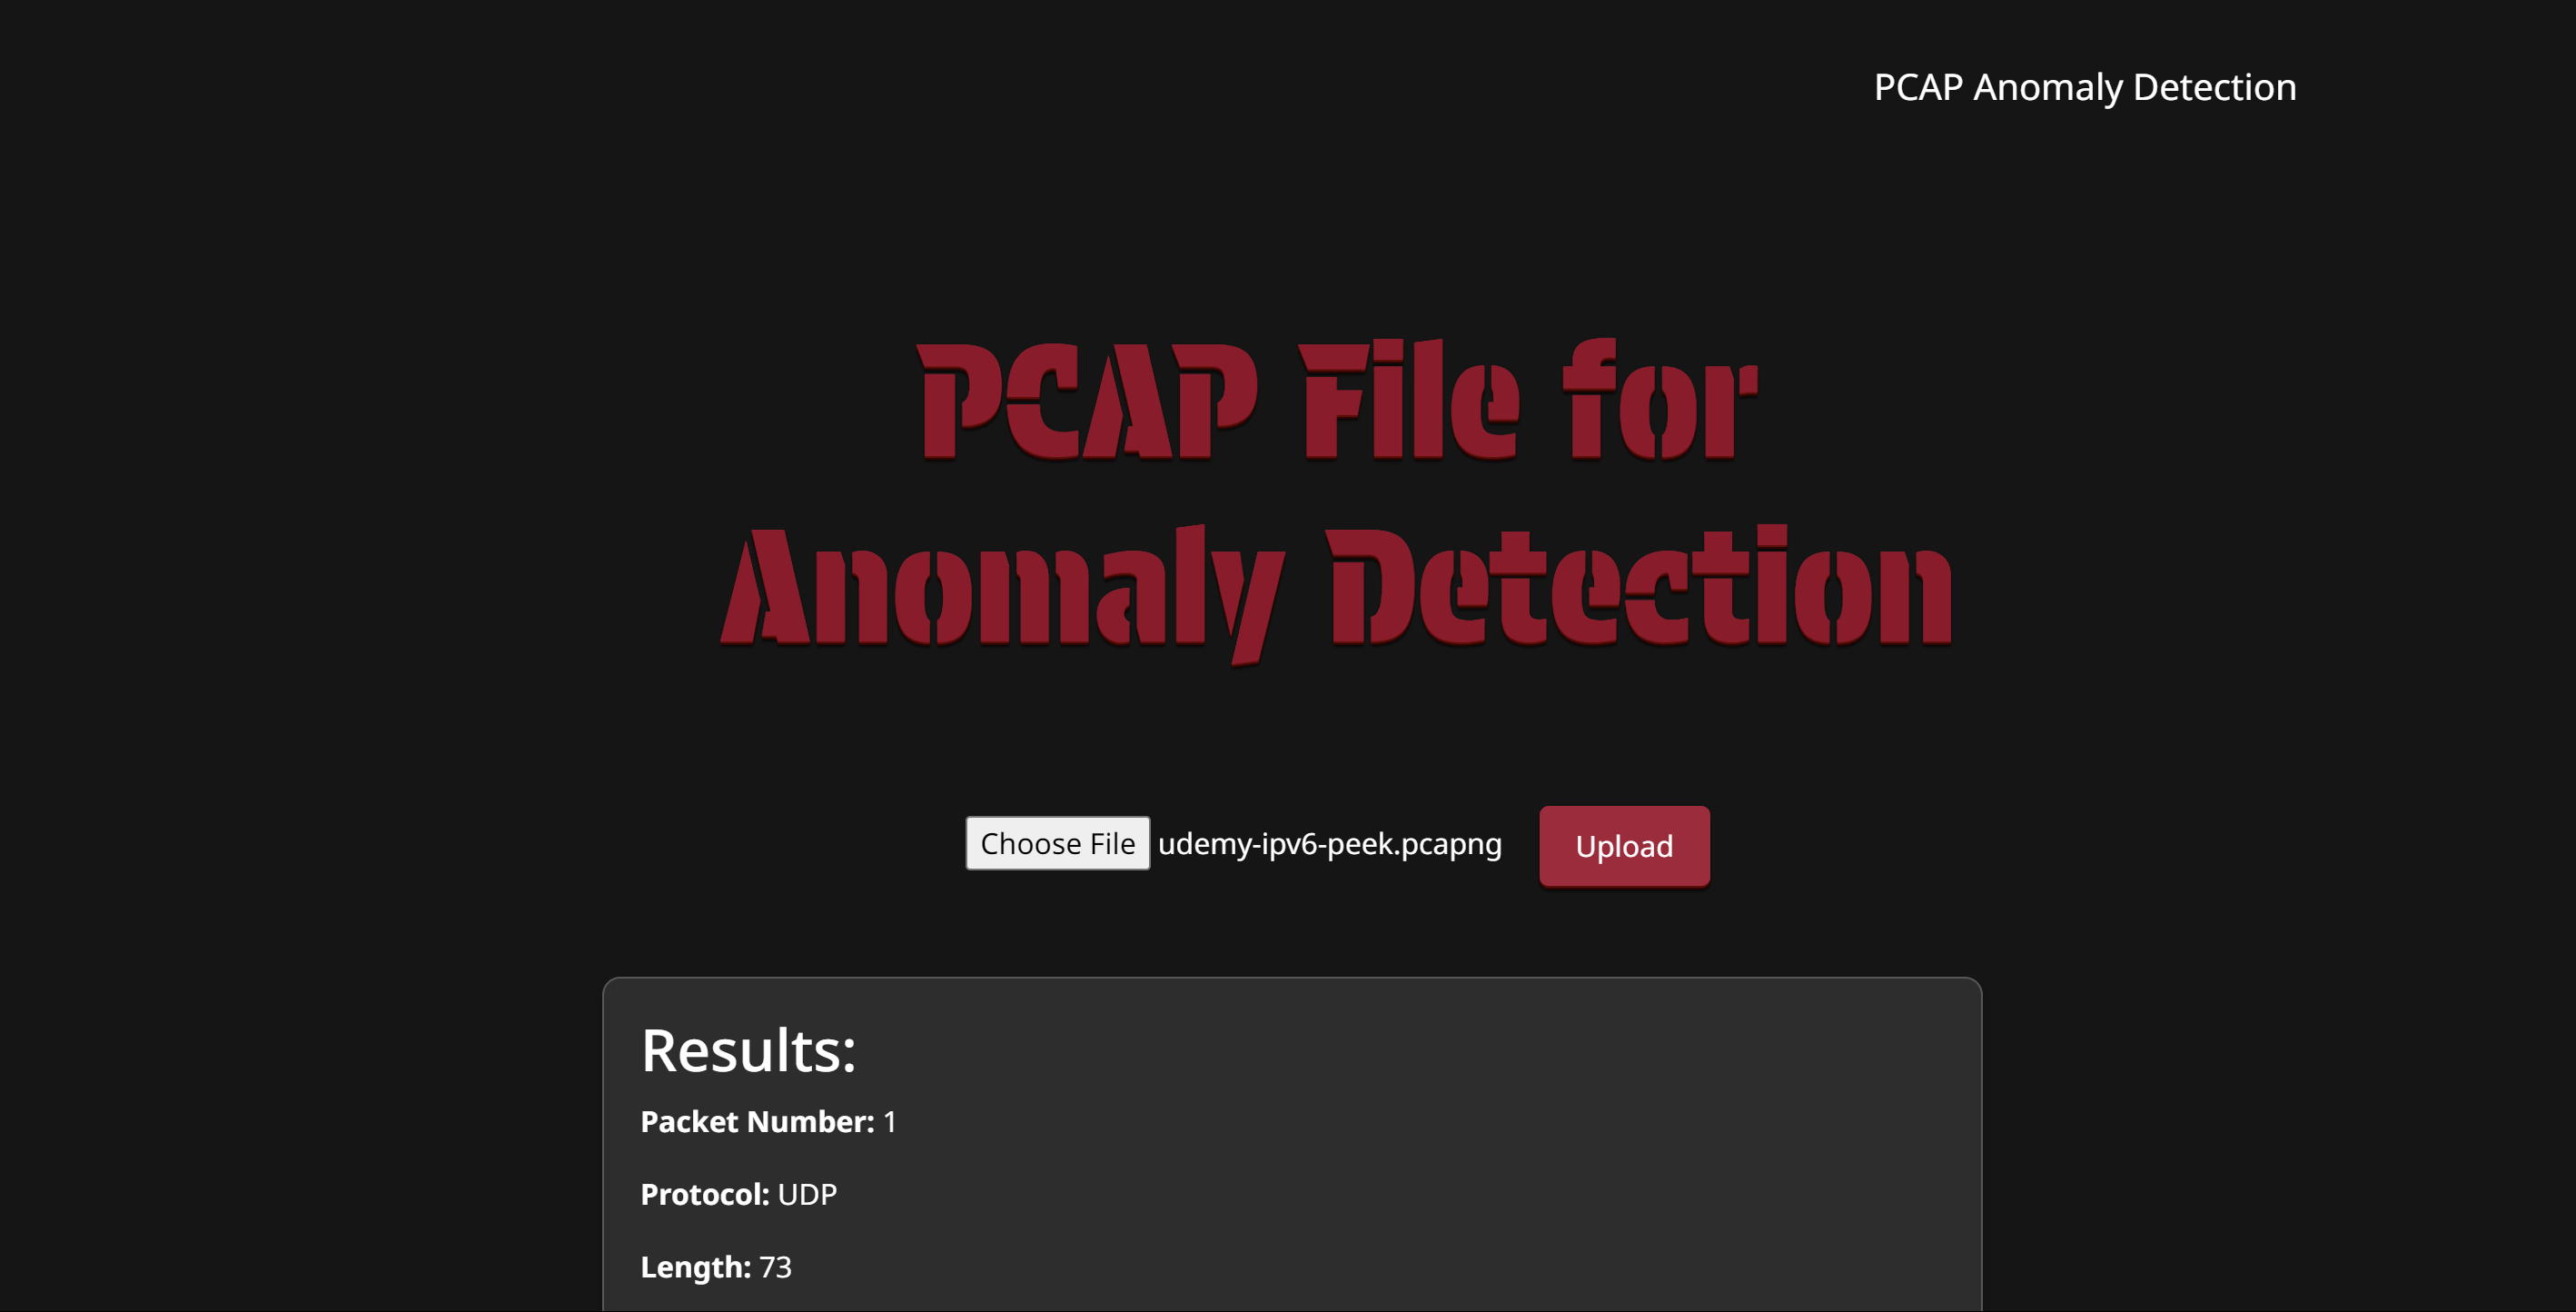 PCAP Anomaly Detection
PCAP File for
Anomaly Detection
Choose File udemy-ipv6-peek.pcapng Upload
Results:
Packet Number: 1
Protocol: UDP
Length: 73